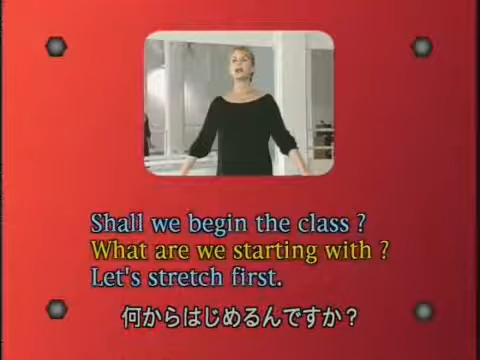 Shall we begin the class ?
What are we starting with ?
Let's stretch first.
何からはじめるんですか?